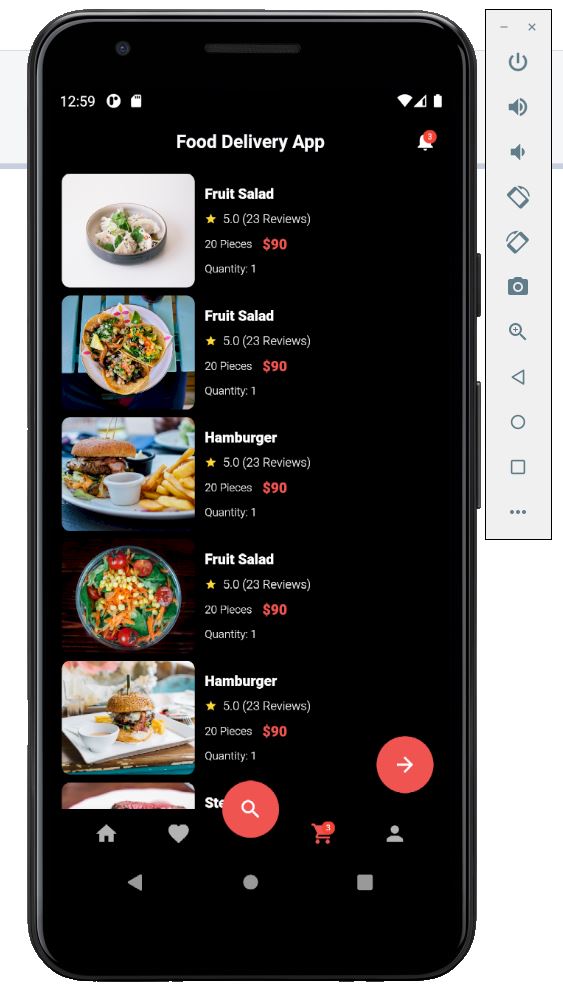 12:59
Food Delivery App
3
Fruit Salad
5.0 (23 Reviews)
20 Pieces $90
Quantity: 1
Fruit Salad
5.0 (23 Reviews)
20 Pieces $90
Quantity: 1
Hamburger
5.0 (23 Reviews)
20 Pieces $90
Quantity: 1
Fruit Salad
5.0 (23 Reviews)
20 Pieces $90
Quantity: 1
Hamburger
5.0 (23 Reviews)
20 Pieces $90
Quantity: 1
3